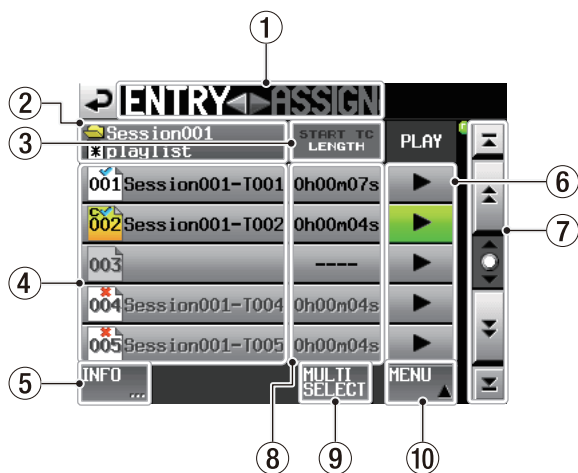 1
ENTRY ASSIGN
2
Session001
* playlist
3
START TC
LENGTH
PLAY
001 Session001-T001 0h00m07s
6
7
C
002 Session001-T002 0h00m04s
003 ----
4
004 Session001-T004 0h00m04s
005 Session001-T005 0h00m04s
5
INFO
...
MULTI
SELECT
MENU
8
9
10